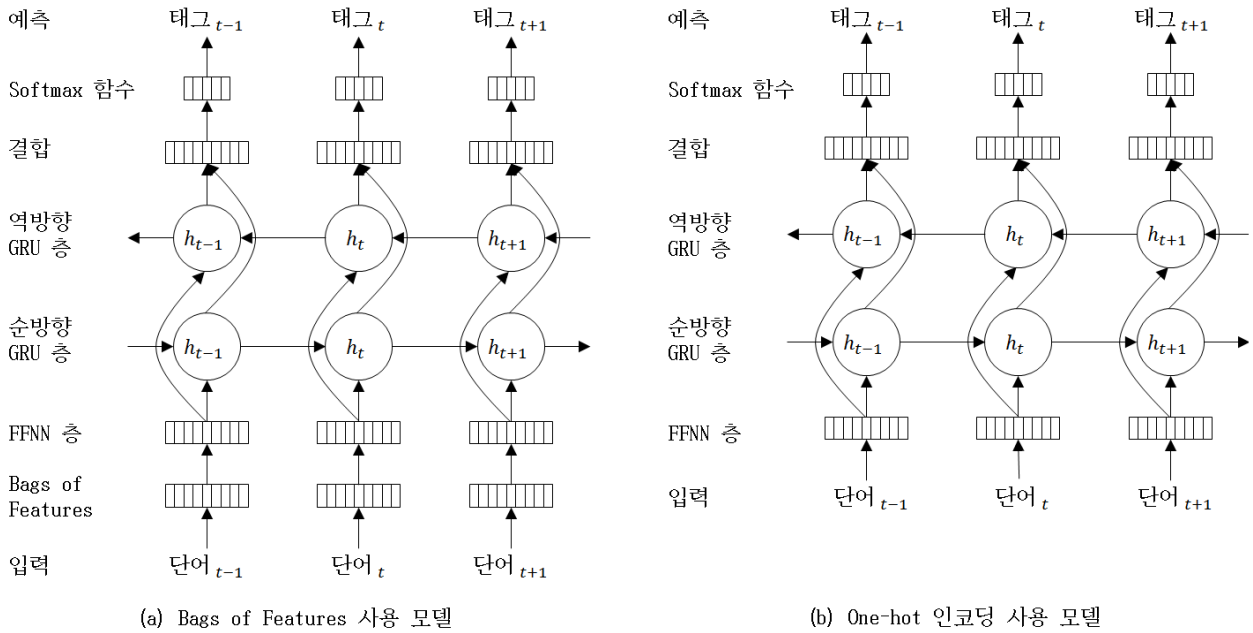 예측 태그 t−1 태그 t 태그 t+1
Softmax 함수
결합
역방향
GRU 층
h t−1 h t h t+1
순방향
GRU 층
h t−1 h t h t+1
FFNN 층
Bags of
Features
입력 단어 t−1 단어 t 단어 t+1
(a) Bags of Features 사용 모델
예측 태그 t−1 태그 t 태그 t+1
Softmax 함수
결합
역방향
GRU 층
h t−1 h t h t+1
순방향
GRU 층
h t−1 h t h t+1
FFNN 층
입력 단어 t−1 단어 t 단어 t+1
(b) One-hot 인코딩 사용 모델